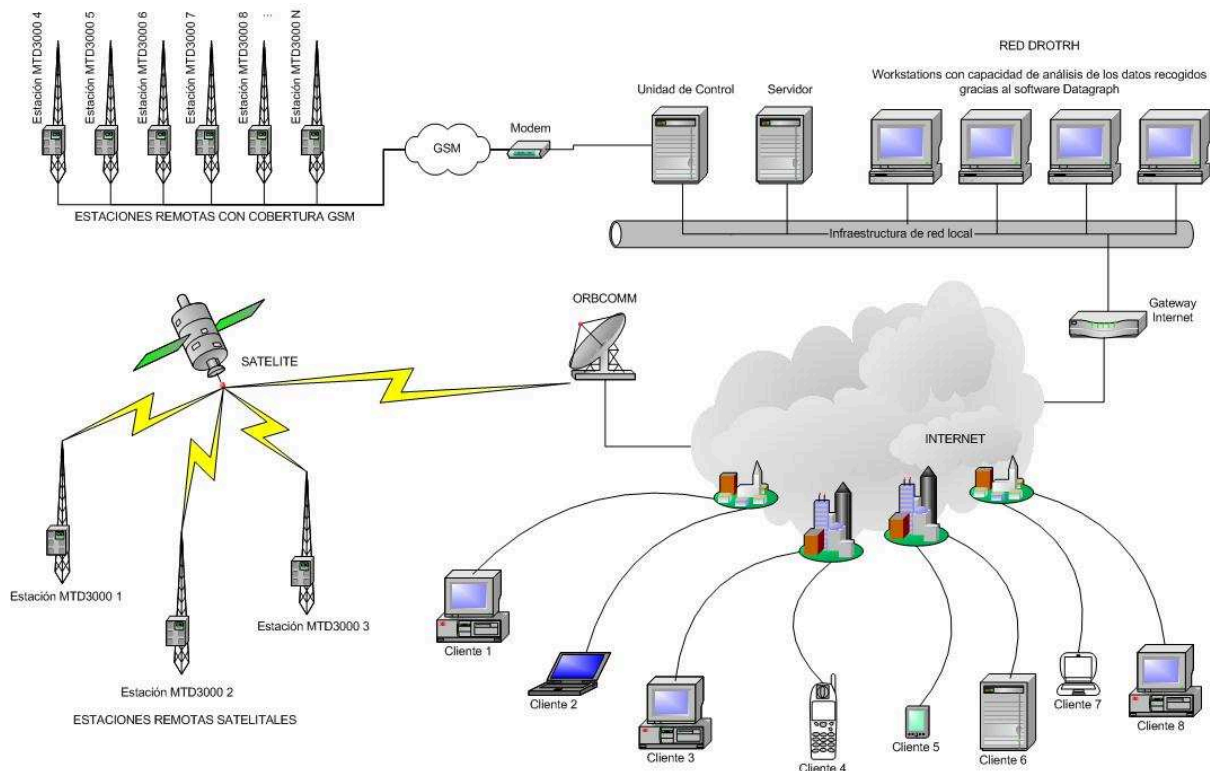 Estación MTD3000 4
Estación MTD3000 5
Estación MTD3000 6
Estación MTD3000 7
Estación MTD3000 8
...
Estación MTD3000 N
ESTACIONES REMOTAS CON COBERTURA GSM
GSM
Modem
Unidad de Control
Servidor
RED DROTRH
Workstations con capacidad de análisis de los datos recogidos
gracias al software Datagraph
Infraestructura de red local
Gateway
Internet
ORBCOMM
SATELITE
INTERNET
Estación MTD3000 1
Estación MTD3000 2
Estación MTD3000 3
ESTACIONES REMOTAS SATELITALES
Cliente 1
Cliente 2
Cliente 3
Cliente 4
Cliente 5
Cliente 6
Cliente 7
Cliente 8